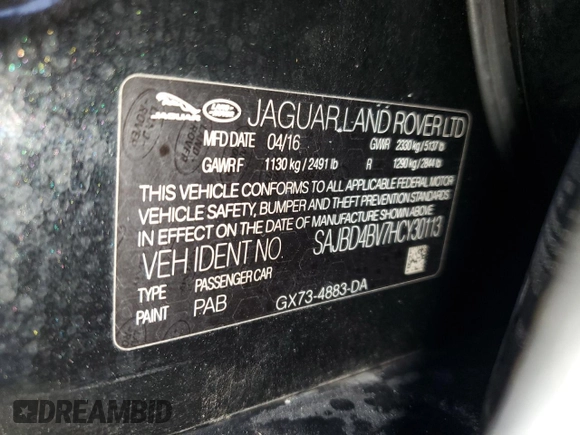 JAGUAR
LAND ROVER
JAGUAR LAND ROVER LTD
MFD DATE 04/16 GVWR 2330 kg / 5137 lb
GAWR F 1130 kg / 2491 lb R 1290 kg / 2844 lb
THIS VEHICLE CONFORMS TO ALL APPLICABLE FEDERAL MOTOR
VEHICLE SAFETY, BUMPER AND THEFT PREVENTION STANDARDS
IN EFFECT ON THE DATE OF MANUFACTURE SHOWN ABOVE.
VEH IDENT NO. SAJBD4BV7HCY30113
TYPE PASSENGER CAR
PAINT PAB GX73-4883-DA
DREAMBID